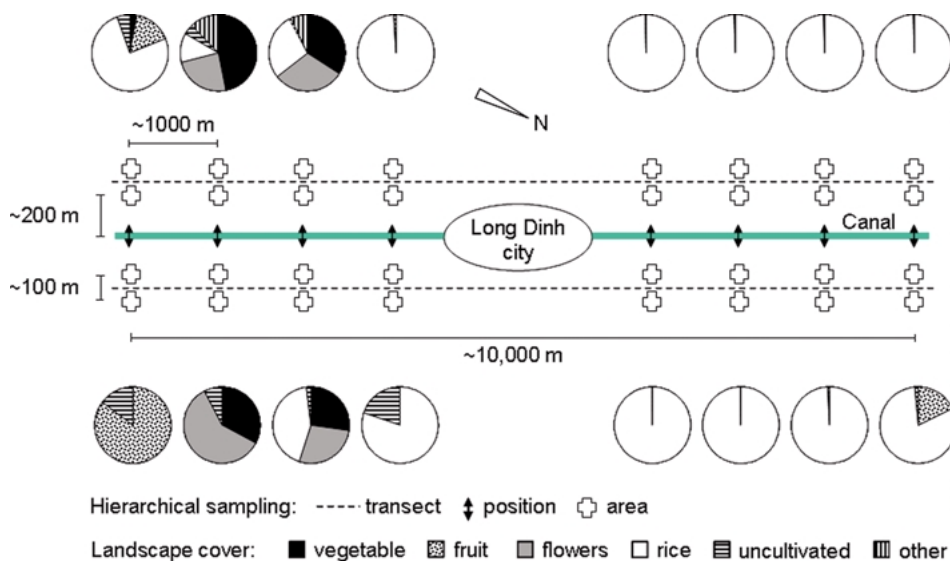 N
~1000 m
~200 m
Long Dinh
city
Canal
~100 m
~10,000 m
Hierarchical sampling: transect position area
Landscape cover: vegetable fruit flowers rice uncultivated other